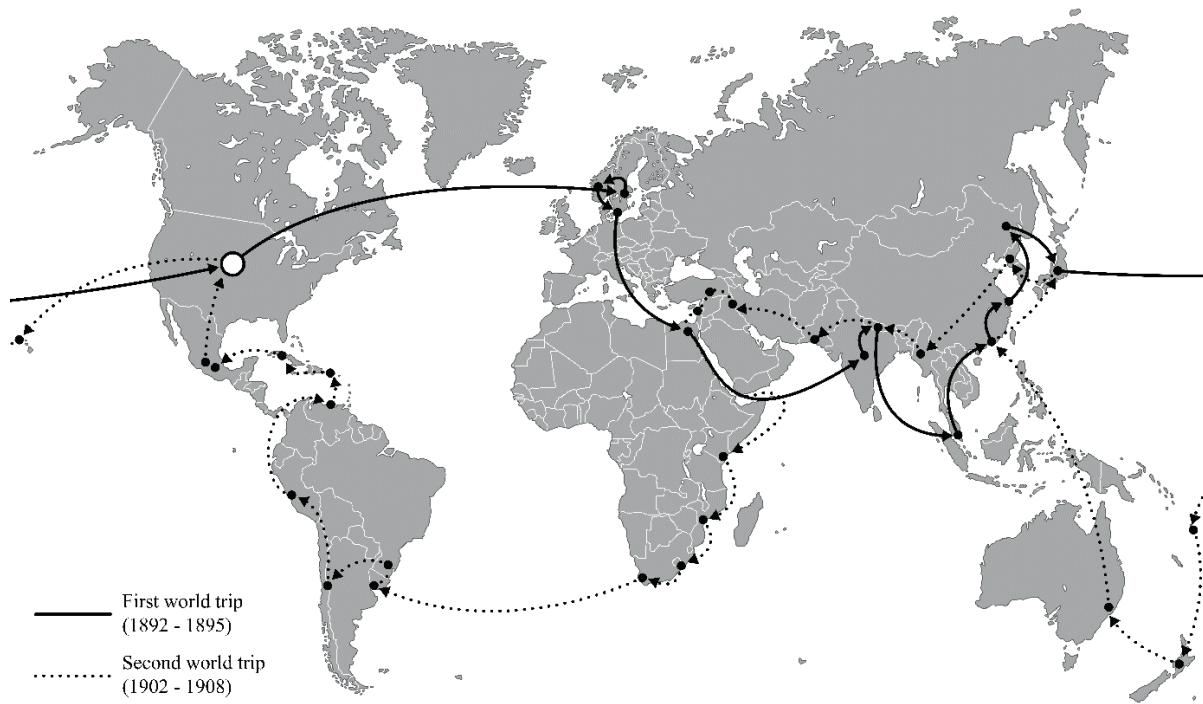 First world trip
(1892 - 1895)
Second world trip
(1902 - 1908)